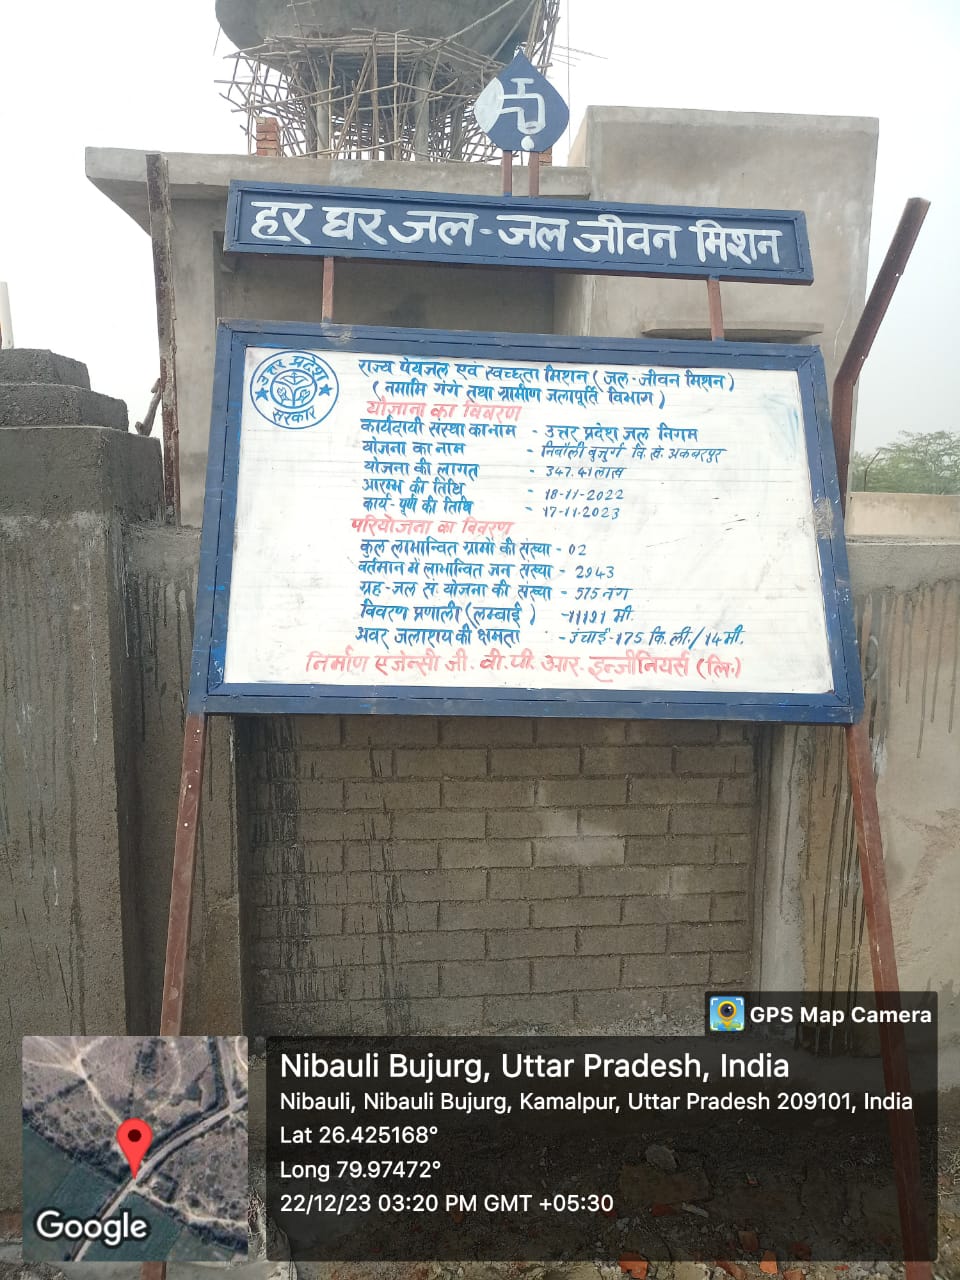 हर घर जल-जल जीवन मिशन
उत्तर प्रदेश
सरकार
राज्य पेयजल एवं स्वच्छता मिशन (जल-जीवन मिशन)
(नमामि गंगे तथा ग्रामीण जलापूर्ति विभाग)
योजाना का विवरण
कार्यदायी संस्था का नाम - उत्तर प्रदेश जल निगम
योजना का नाम - निबौली बुजुर्ग वि. खं. अकबरपुर
योजना की लागत - 347.41 लाख
आरम्भ की तिथि - 18-11-2022
कार्य-पूर्ण की तिथि - 17-11-2023
परियोजना का विवरण
कुल लाभान्वित ग्रामों की संख्या - 02
वर्तमान में लाभान्वित जन संख्या - 2943
ग्रह-जल स योजना की संख्या - 575 नग
विवरण प्रणाली (लम्बाई) -11191 मी.
अवर जलाशय की क्षमता - उंचाई-175 कि.ली./14 मी.
निर्माण एजेन्सी जी. वी. पी. आर. इन्जीनियर्स (लि.)
GPS Map Camera
Nibauli Bujurg, Uttar Pradesh, India
Nibauli, Nibauli Bujurg, Kamalpur, Uttar Pradesh 209101, India
Lat 26.425168°
Long 79.97472°
22/12/23 03:20 PM GMT +05:30
Google